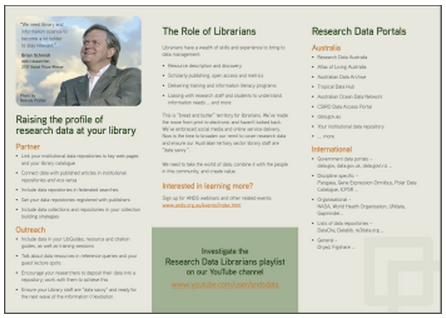 "We need library and
information science to
become a lot bolder
to stay relevant."
Brian Schmidt
2011 Nobel Prize Winner
Photo by
Belinda Pratten
Raising the profile of
research data at your library
Partner
Link your institutional data repositories to key web pages
and your library catalogue
Connect data with published articles in institutional
repositories and vice versa
Include data repositories in federated searches
Get your data repositories registered with publishers
Include data collections and repositories in your collection
building strategies
Outreach
Include data in your LibGuides, resource and citation
guides, as well as training sessions
Talk about data resources in reference queries and your
guest lecture spots
Encourage your researchers to deposit their data into a
repository; work with them to achieve this
Ensure your Library staff are "data savvy" and ready for
the next wave of the information (r)evolution
The Role of Librarians
Librarians have a wealth of skills and experience to bring to
data management:
Resource description and discovery
Scholarly publishing, open access and metrics
Delivering training and information literacy programs
Liaising with research staff and students to understand
information needs ... and more
This is "bread and butter" territory for librarians. We've made
the move from print to electronic and haven't looked back.
We've embraced social media and online service delivery.
Now is the time to broaden our need to cover research data
and ensure our Australian tertiary sector library staff are
"data savvy".
We need to take the world of data, combine it with the people
in this community, and create value.
Interested in learning more?
Sign up for ANDS webinars and other related events:
www.ands.org.au/events/index.html
Investigate the
Research Data Librarians playlist
on our YouTube channel
www.youtube.com/user/andsdata
Research Data Portals
Australia
Research Data Australia
Atlas of Living Australia
Australian Data Archive
Tropical Data Hub
Australian Ocean Data Network
CSIRO Data Access Portal
data.gov.au
Your institutional data repository
... more
International
Government data portals –
data.gov, data.gov.uk, data.gov.nz ...
Discipline specific –
Pangaea, Gene Expression Omnibus, Polar Data
Catalogue, ICPSR ...
Organisational –
NASA, World Health Organisation, UNdata,
Gapminder...
Lists of data repositories –
DataCite, Databib, re3data.org ...
General –
Dryad, Figshare ...